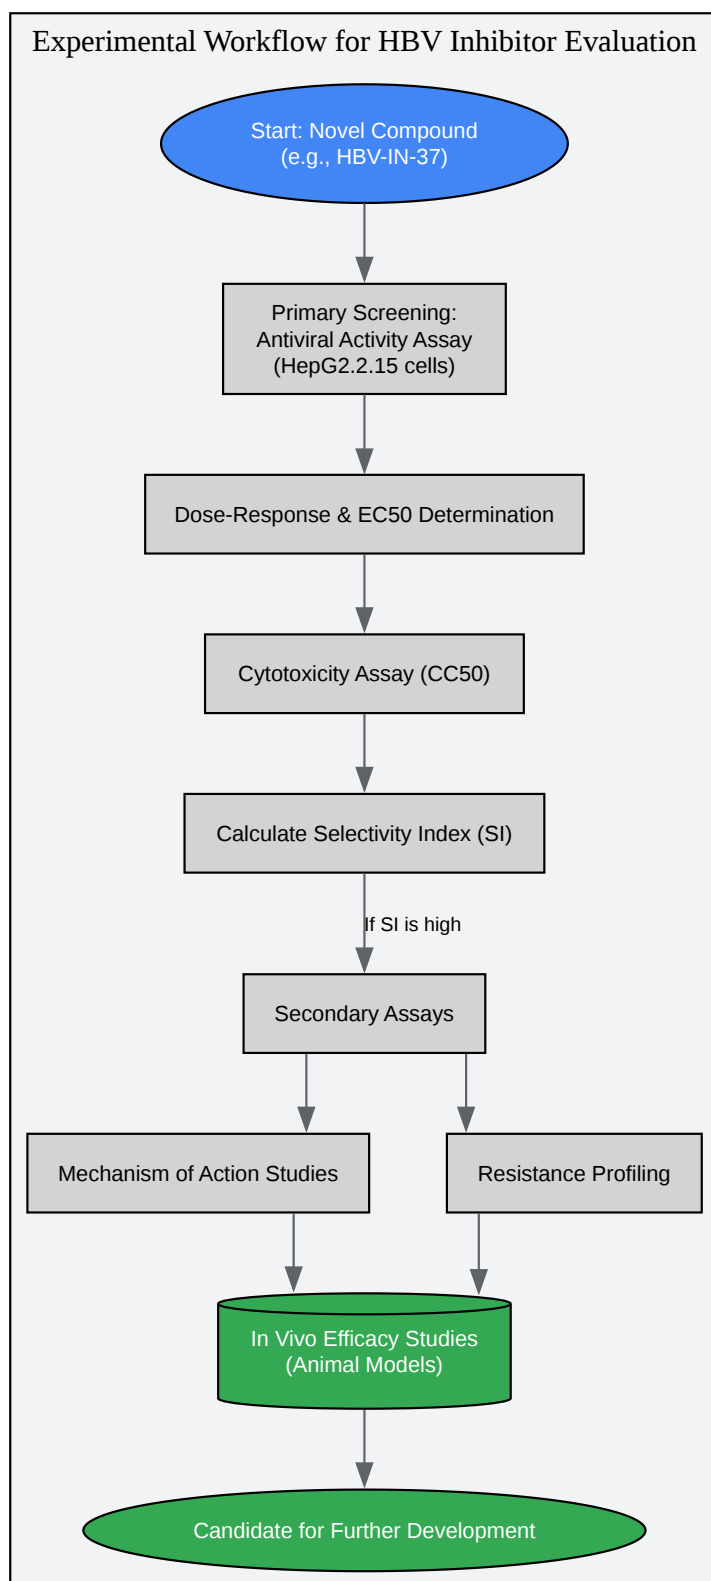 Experimental Workflow for HBV Inhibitor Evaluation
Start: Novel Compound
(e.g., HBV-IN-37)
Primary Screening:
Antiviral Activity Assay
(HepG2.2.15 cells)
Dose-Response & EC50 Determination
Cytotoxicity Assay (CC50)
Calculate Selectivity Index (SI)
If SI is high
Secondary Assays
Mechanism of Action Studies
Resistance Profiling
In Vivo Efficacy Studies
(Animal Models)
Candidate for Further Development